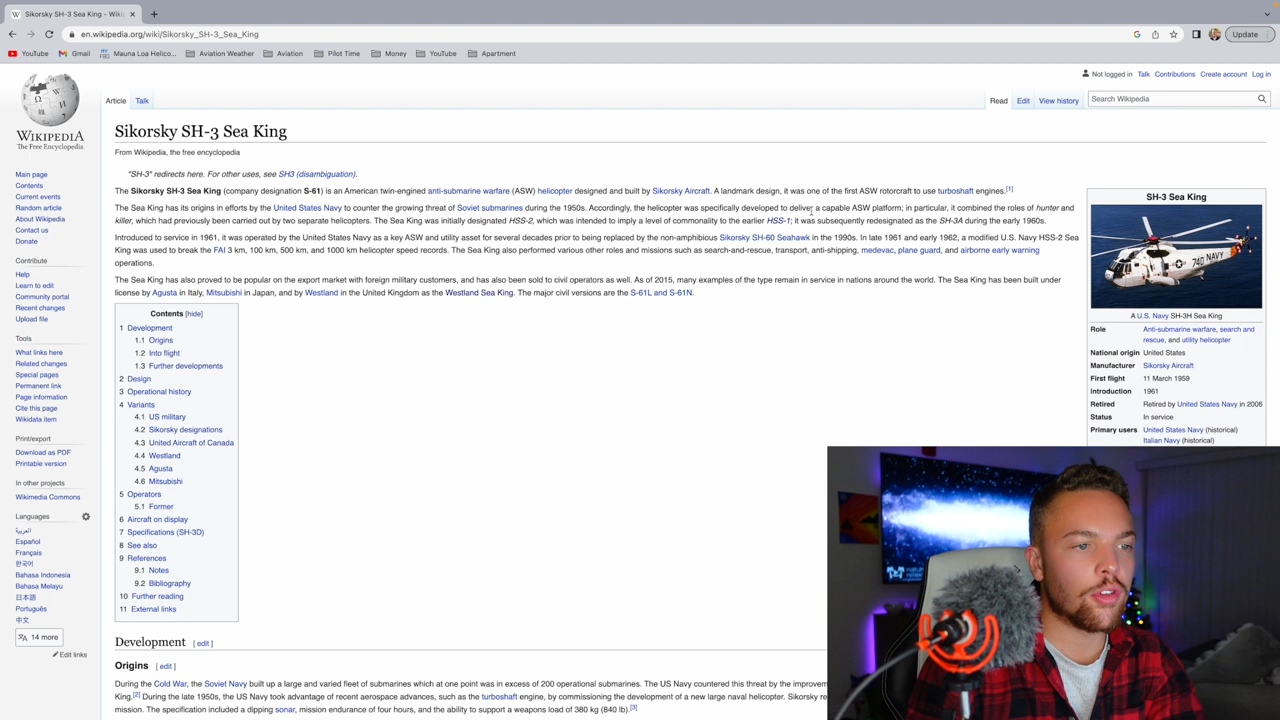 Sikorsky SH-3 Sea King - Wiki
en.wikipedia.org/wiki/Sikorsky_SH-3_Sea_King
Update
YouTube
Gmail
Mauna Loa Helico...
Aviation Weather
Aviation
Pilot Time
Money
YouTube
Apartment
Not logged in Talk Contributions Create account Log in
Article Talk
Read Edit View history
Search Wikipedia
WIKIPEDIA
The Free Encyclopedia
Main page
Contents
Current events
Random article
About Wikipedia
Contact us
Donate
Contribute
Help
Learn to edit
Community portal
Recent changes
Upload file
Tools
What links here
Related changes
Special pages
Permanent link
Page information
Cite this page
Wikidata item
Print/export
Download as PDF
Printable version
In other projects
Wikimedia Commons
Languages
العربية
Español
Français
한국어
Bahasa Indonesia
Bahasa Melayu
日本語
Português
中文
14 more
Edit links
Sikorsky SH-3 Sea King
From Wikipedia, the free encyclopedia
"SH-3" redirects here. For other uses, see SH3 (disambiguation).
The Sikorsky SH-3 Sea King (company designation S-61) is an American twin-engined anti-submarine warfare (ASW) helicopter designed and built by Sikorsky Aircraft. A landmark design, it was one of the first ASW rotorcraft to use turboshaft engines.[1]
The Sea King has its origins in efforts by the United States Navy to counter the growing threat of Soviet submarines during the 1950s. Accordingly, the helicopter was specifically developed to deliver a capable ASW platform; in particular, it combined the roles of hunter and
killer, which had previously been carried out by two separate helicopters. The Sea King was initially designated HSS-2, which was intended to imply a level of commonality to the earlier HSS-1; it was subsequently redesignated as the SH-3A during the early 1960s.
Introduced to service in 1961, it was operated by the United States Navy as a key ASW and utility asset for several decades prior to being replaced by the non-amphibious Sikorsky SH-60 Seahawk in the 1990s. In late 1961 and early 1962, a modified U.S. Navy HSS-2 Sea
King was used to break the FAI 3 km, 100 km, 500 km, and 1000 km helicopter speed records. The Sea King also performed various other roles and missions such as search-and-rescue, transport, anti-shipping, medevac, plane guard, and airborne early warning
operations.
The Sea King has also proved to be popular on the export market with foreign military customers, and has also been sold to civil operators as well. As of 2015, many examples of the type remain in service in nations around the world. The Sea King has been built under
license by Agusta in Italy, Mitsubishi in Japan, and by Westland in the United Kingdom as the Westland Sea King. The major civil versions are the S-61L and S-61N.
Contents [hide]
1 Development
1.1 Origins
1.2 Into flight
1.3 Further developments
2 Design
3 Operational history
4 Variants
4.1 US military
4.2 Sikorsky designations
4.3 United Aircraft of Canada
4.4 Westland
4.5 Agusta
4.6 Mitsubishi
5 Operators
5.1 Former
6 Aircraft on display
7 Specifications (SH-3D)
8 See also
9 References
9.1 Notes
9.2 Bibliography
10 Further reading
11 External links
Development [ edit ]
Origins [ edit ]
During the Cold War, the Soviet Navy built up a large and varied fleet of submarines which at one point was in excess of 200 operational submarines. The US Navy countered this threat by the improvem
King.[2] During the late 1950s, the US Navy took advantage of recent aerospace advances, such as the turboshaft engine, by commissioning the development of a new large naval helicopter. Sikorsky re
mission. The specification included a dipping sonar, mission endurance of four hours, and the ability to support a weapons load of 380 kg (840 lb).[3]
SH-3 Sea King
740 NAVY
A U.S. Navy SH-3H Sea King
Role Anti-submarine warfare, search and
rescue, and utility helicopter
National origin United States
Manufacturer Sikorsky Aircraft
First flight 11 March 1959
Introduction 1961
Retired Retired by United States Navy in 2006
Status In service
Primary users United States Navy (historical)
Italian Navy (historical)